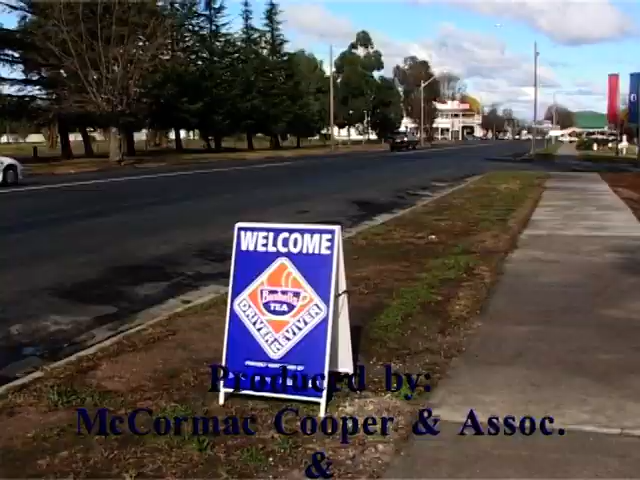 WELCOME
Bushells
TEA
DRIVER REVIVER
Produced by:
McCormac Cooper & Assoc.
&